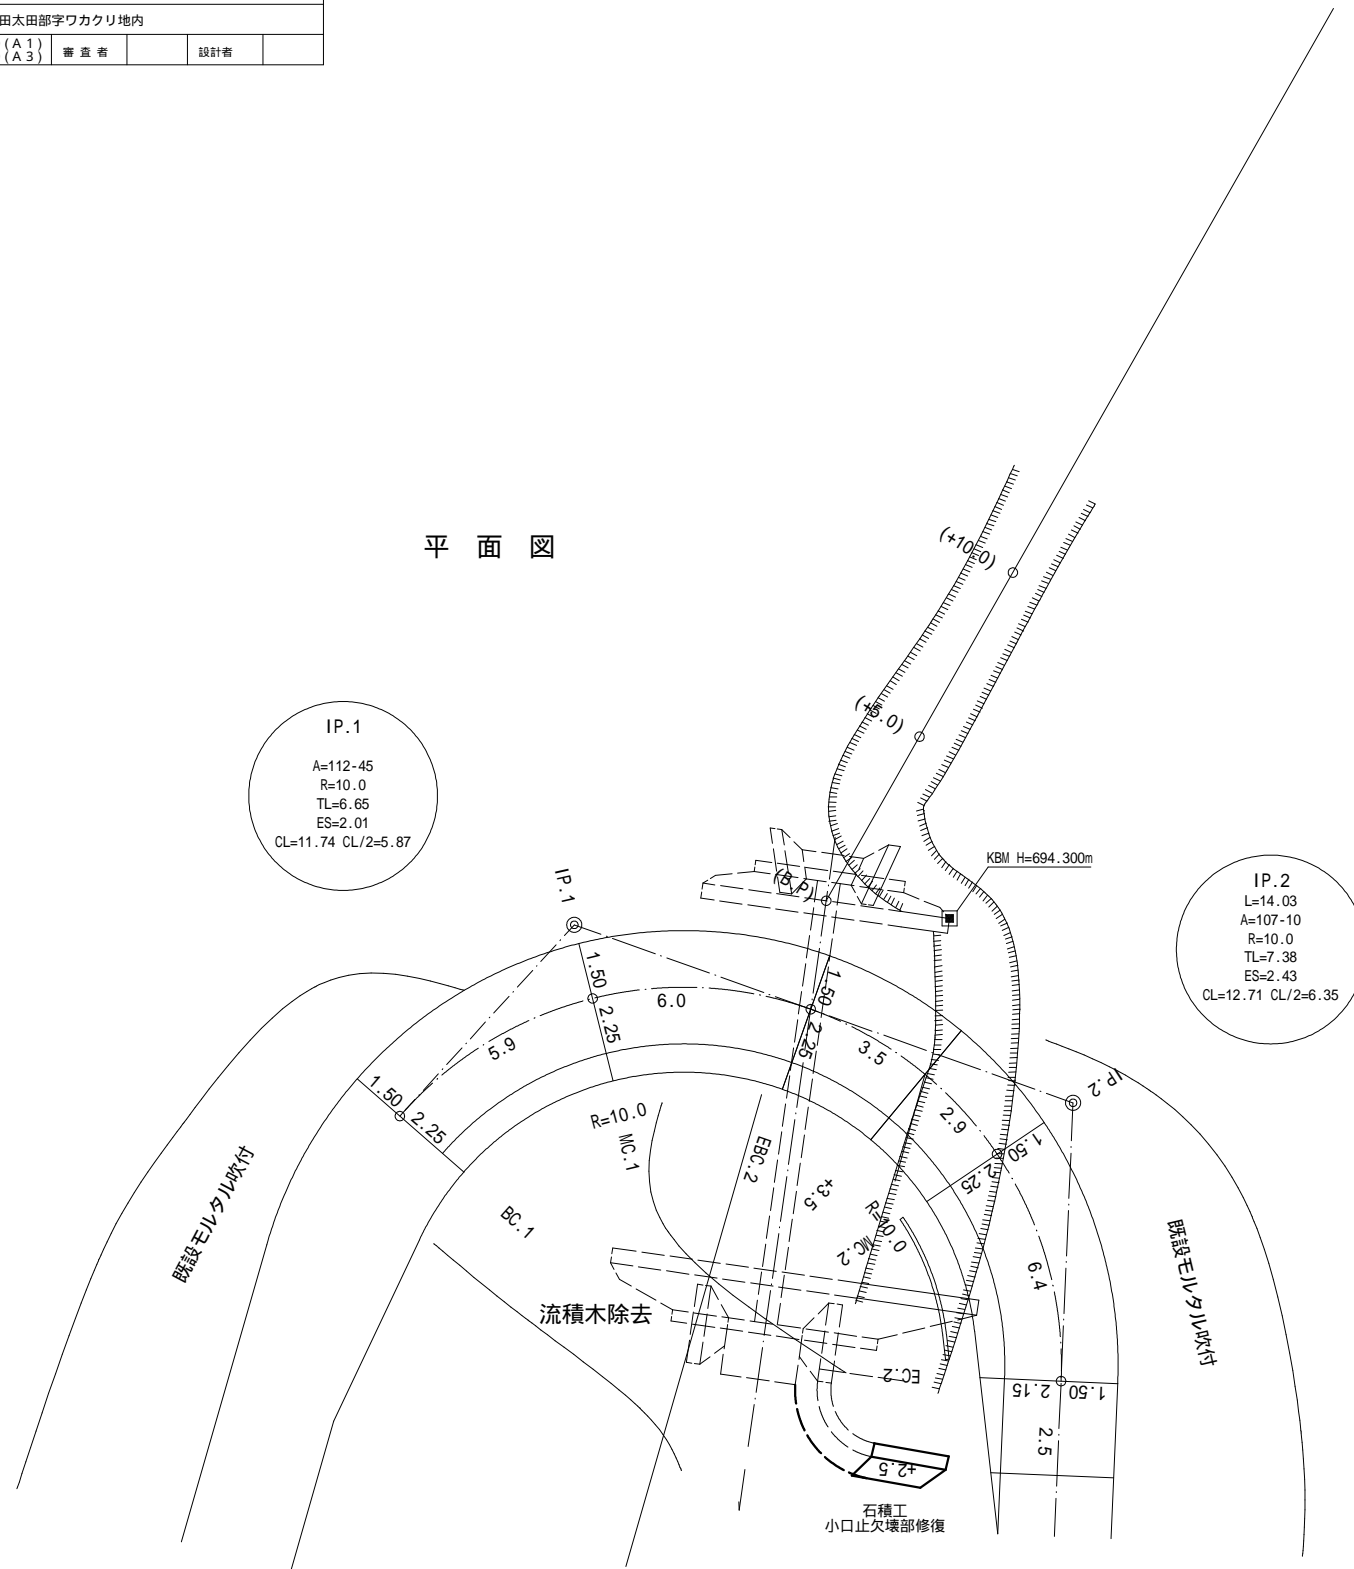 田太田部字ワカクリ地内
(A1)
(A3)
審 査 者
設計者
平 面 図
(+10.0)
(+5.0)
IP.1
A=112-45
R=10.0
TL=6.65
ES=2.01
CL=11.74 CL/2=5.87
KBM H=694.300m
IP.2
L=14.03
A=107-10
R=10.0
TL=7.38
ES=2.43
CL=12.71 CL/2=6.35
(B.P)
IP.1
1.50
2.25
6.0
5.9
1.50
2.25
3.5
IP.2
1.50
2.25
2.9
1.50
2.25
R=10.0
MC.1
EBC.2
+3.5
R=10.0
MC.2
BC.1
6.4
既設モルタル吹付
既設モルタル吹付
流積木除去
EC.2
2.15
1.50
2.5
+2.5
石積工
小口止欠壊部修復